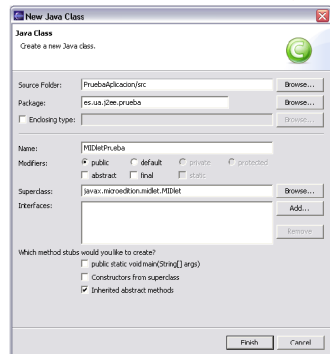 New Java Class
Java Class
Create a new Java class.
Source Folder: PruebaAplicacion/src Browse...
Package: es.ua.j2ee.prueba Browse...
Enclosing type: Browse...
Name: MIDletPrueba
Modifiers: public default private protected
abstract final static
Superclass: javax.microedition.midlet.MIDlet Browse...
Interfaces: Add...
Remove
Which method stubs would you like to create?
public static void main(String[] args)
Constructors from superclass
Inherited abstract methods
Finish Cancel